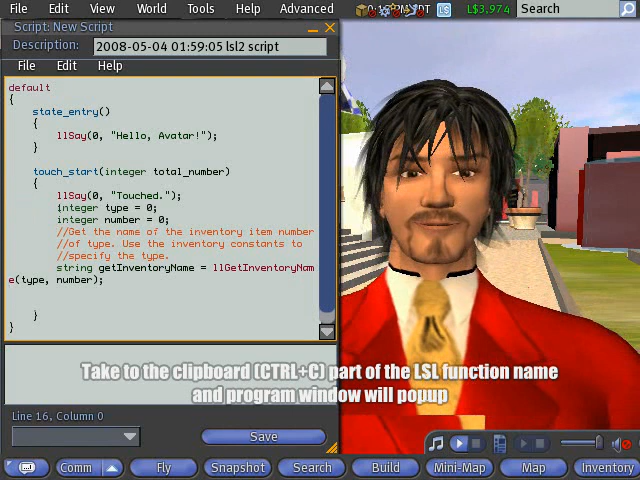 File Edit View World Tools Help Advanced
L$3,974
Search
Script: New Script
Description: 2008-05-04 01:59:05 lsl2 script
File Edit Help
default
{
state_entry()
{
llSay(0, "Hello, Avatar!");
}
touch_start(integer total_number)
{
llSay(0, "Touched.");
integer type = 0;
integer number = 0;
//Get the name of the inventory item number
//of type. Use the inventory constants to
//specify the type.
string getInventoryName = llGetInventoryNam
e(type, number);
}
}
Take to the clipboard (CTRL+C) part of the LSL function name
and program window will popup
Line 16, Column 0
Save
Comm Fly Snapshot Search Build Mini-Map Map Inventory